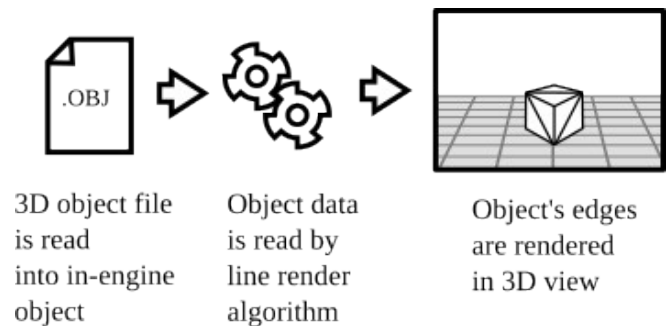 .OBJ
3D object file
is read
into in-engine
object
Object data
is read by
line render
algorithm
Object's edges
are rendered
in 3D view